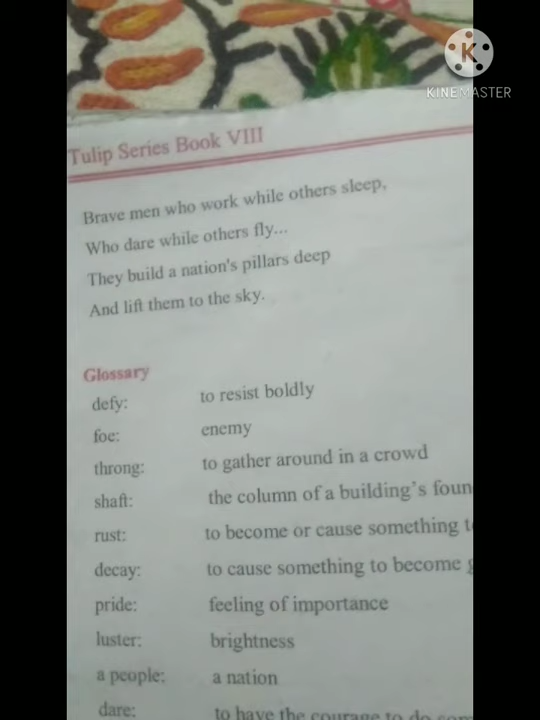 KINEMASTER
Tulip Series Book VIII
Brave men who work while others sleep,
Who dare while others fly...
They build a nation's pillars deep
And lift them to the sky.
Glossary
defy: to resist boldly
foe: enemy
throng: to gather around in a crowd
shaft: the column of a building's foun
rust: to become or cause something t
decay: to cause something to become
pride: feeling of importance
luster: brightness
a people: a nation
dare: to have the courage to do som